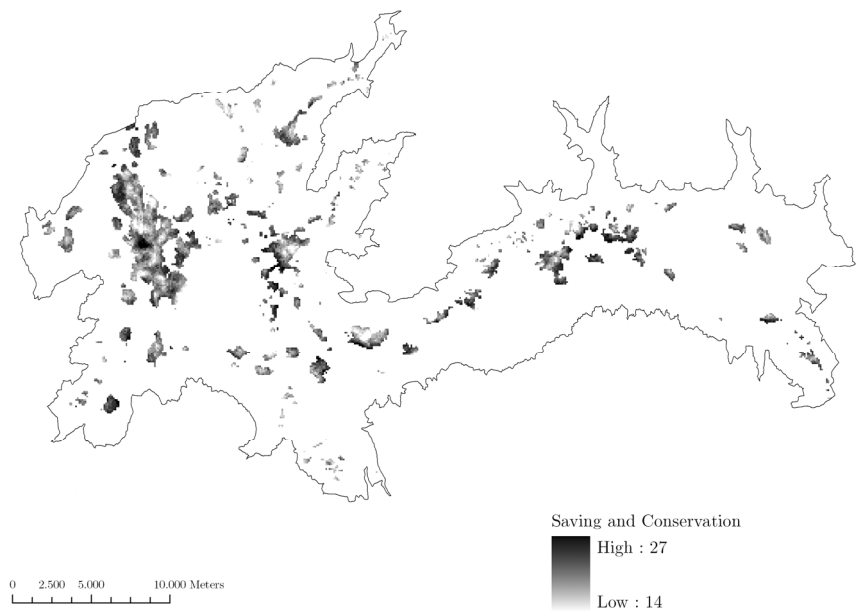 Saving and Conservation
High : 27
Low : 14
0 2.500 5.000 10.000 Meters